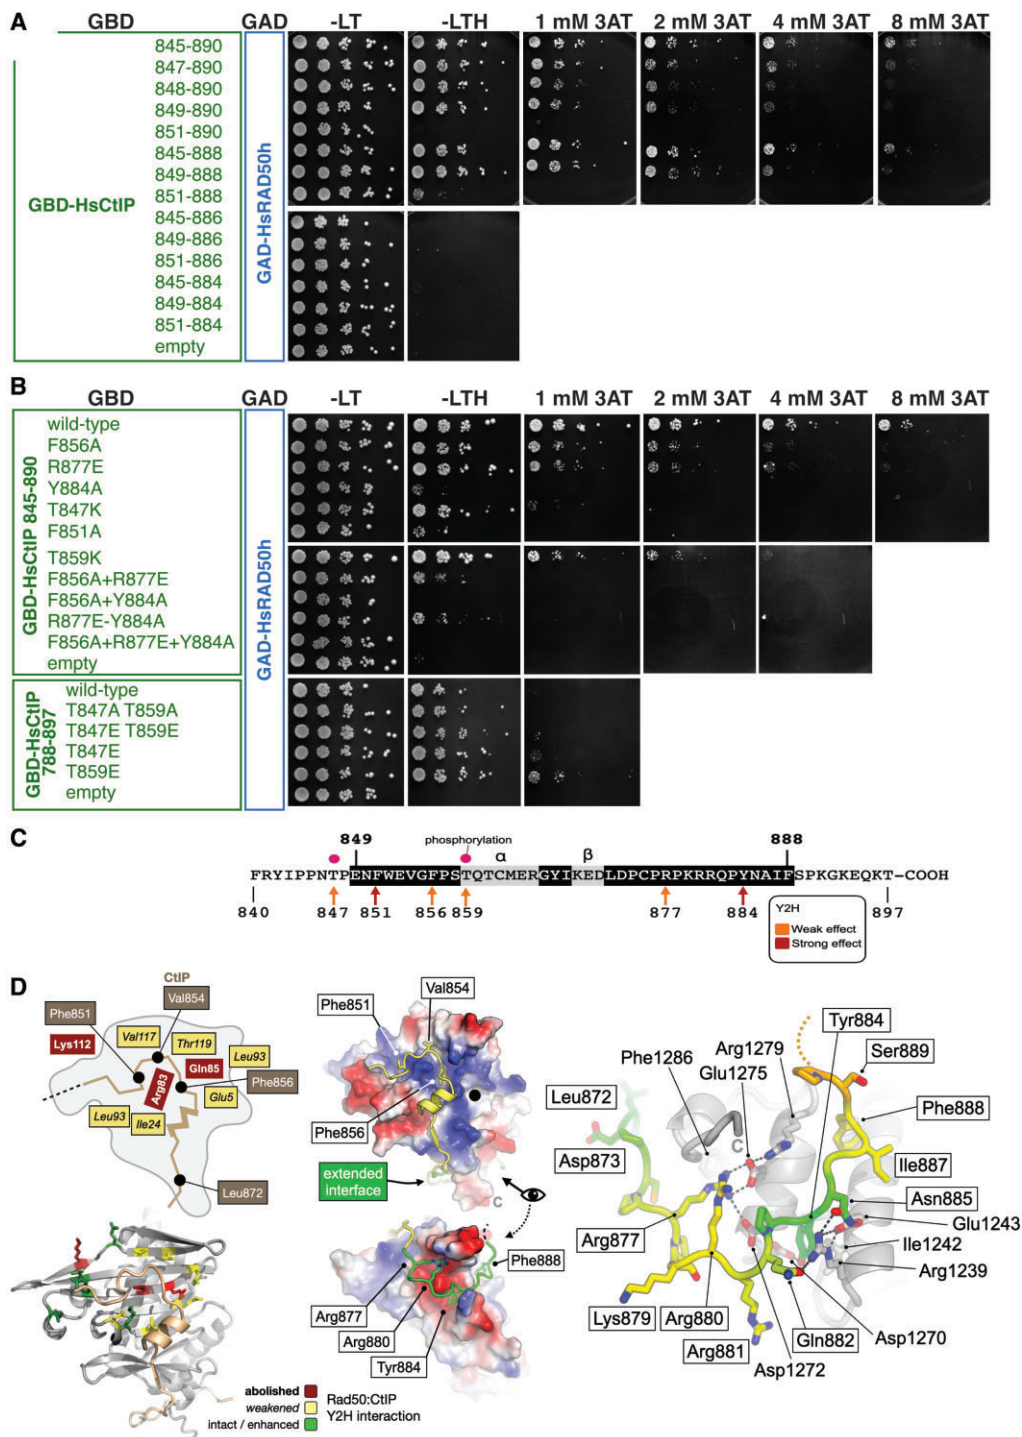 A
GBD GAD -LT -LTH 1 mM 3AT 2 mM 3AT 4 mM 3AT 8 mM 3AT
GBD-HsCtIP
845-890
847-890
848-890
849-890
851-890
845-888
849-888
851-888
845-886
849-886
851-886
845-884
849-884
851-884
empty
GAD-HsRAD50h
B
GBD GAD -LT -LTH 1 mM 3AT 2 mM 3AT 4 mM 3AT 8 mM 3AT
GBD-HsCtIP 845-890
wild-type
F856A
R877E
Y884A
T847K
F851A
T859K
F856A+R877E
F856A+Y884A
R877E-Y884A
F856A+R877E+Y884A
empty
GBD-HsCtIP
788-897
wild-type
T847A T859A
T847E T859E
T847E
T859E
empty
GAD-HsRAD50h
C
849 phosphorylation 888
α β
FRYIPPNTPENFWEVGFPSTQTCMERGYIKEDLDPCPRPKRRQPYNAIFSPKGKEQKT-COOH
840 847 851 856 859 877 884 897
Y2H
Weak effect
Strong effect
D
CtIP
Val854
Phe851
Lys112
Val117
Thr119
Leu93
Gln85
Arg83
Phe856
Glu5
Leu93
Ile24
Leu872
abolished
weakened
intact / enhanced
Rad50:CtIP
Y2H interaction
Val854
Phe851
Phe856
extended
interface
C
Phe888
Arg877
Arg880
Tyr884
Tyr884
Arg1279
Ser889
Phe1286
Glu1275
Leu872
Phe888
C
Asp873
Ile887
Asn885
Glu1243
Arg877
Ile1242
Arg1239
Lys879
Arg880
Gln882
Asp1270
Arg881
Asp1272